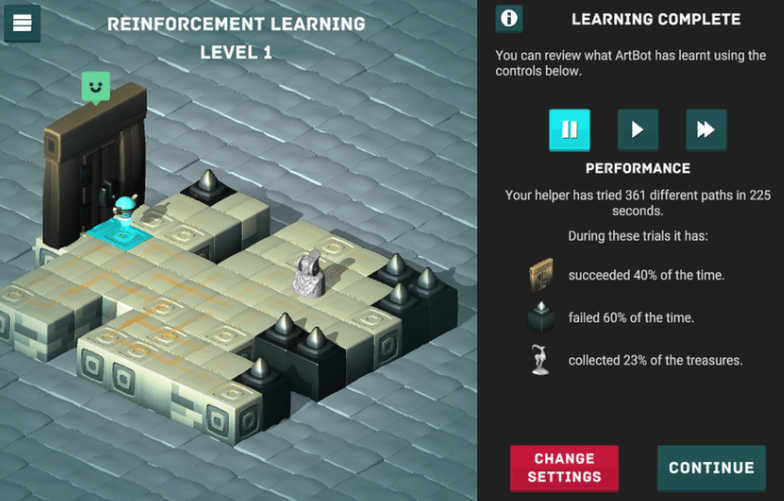 REINFORCEMENT LEARNING
LEVEL 1
LEARNING COMPLETE
You can review what ArtBot has learnt using the
controls below.
PERFORMANCE
Your helper has tried 361 different paths in 225
seconds.
During these trials it has:
succeeded 40% of the time.
failed 60% of the time.
collected 23% of the treasures.
CHANGE
SETTINGS
CONTINUE